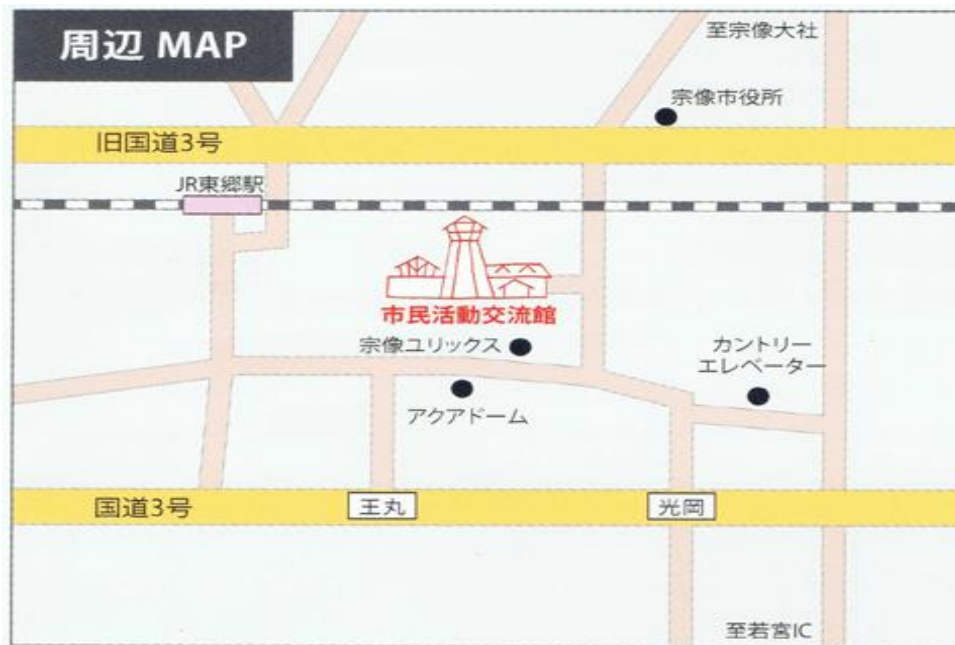 周辺 MAP
至宗像大社
宗像市役所
旧国道3号
JR東郷駅
市民活動交流館
宗像ユリックス
カントリー
エレベーター
アクアドーム
国道3号
王丸
光岡
至若宮IC